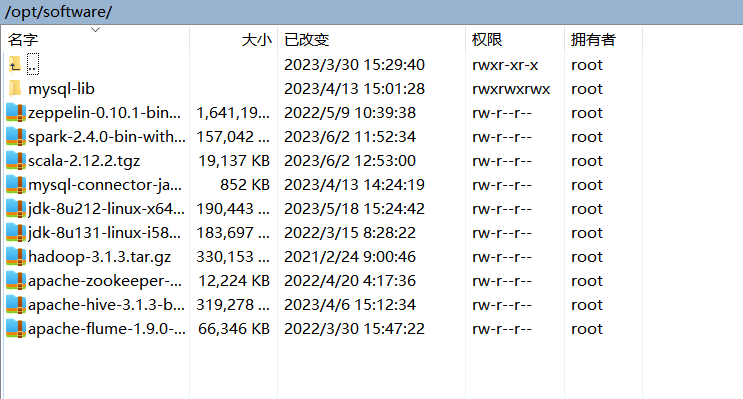 /opt/software/
名字 大小 已改变 权限 拥有者
.. 2023/3/30 15:29:40 rwxr-xr-x root
mysql-lib 2023/4/13 15:01:28 rwxrwxrwx root
zeppelin-0.10.1-bin... 1,641,19... 2022/5/9 10:39:38 rw-r--r-- root
spark-2.4.0-bin-with... 157,042 ... 2023/6/2 11:52:34 rw-r--r-- root
scala-2.12.2.tgz 19,137 KB 2023/6/2 12:53:00 rw-r--r-- root
mysql-connector-ja... 852 KB 2023/4/13 14:24:19 rw-r--r-- root
jdk-8u212-linux-x64... 190,443 ... 2023/5/18 15:24:42 rw-r--r-- root
jdk-8u131-linux-i58... 183,697 ... 2022/3/15 8:28:22 rw-r--r-- root
hadoop-3.1.3.tar.gz 330,153 ... 2021/2/24 9:00:46 rw-r--r-- root
apache-zookeeper-... 12,224 KB 2022/4/20 4:17:36 rw-r--r-- root
apache-hive-3.1.3-b... 319,278 ... 2023/4/6 15:12:34 rw-r--r-- root
apache-flume-1.9.0-... 66,346 KB 2022/3/30 15:47:22 rw-r--r-- root